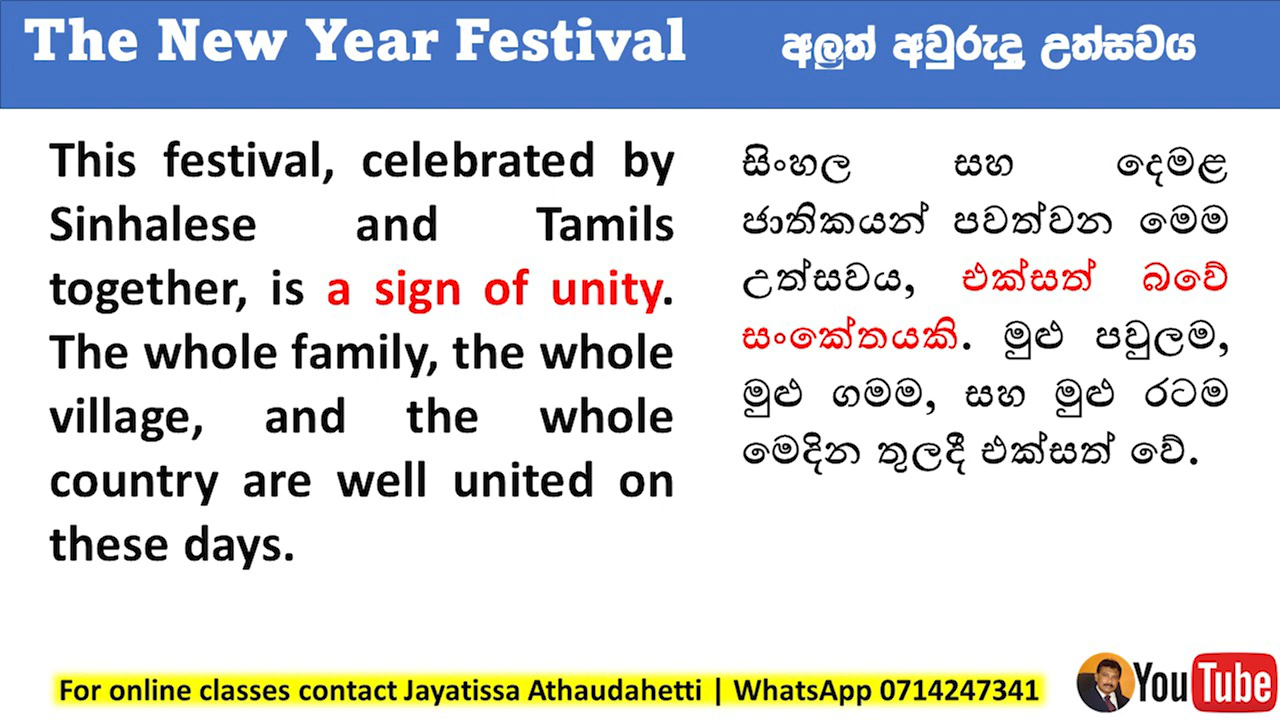 The New Year Festival
අලුත් අවුරුදු උත්සවය
This festival, celebrated by
Sinhalese and Tamils
together, is a sign of unity.
The whole family, the whole
village, and the whole
country are well united on
these days.
සිංහල සහ දෙමළ
ජාතිකයන් පවත්වන මෙම
උත්සවය, එක්සත් බවේ
සංකේතයකි. මුළු පවුලම,
මුළු ගමම, සහ මුළු රටම
මෙදින තුලදී එක්සත් වේ.
For online classes contact Jayatissa Athaudahetti | WhatsApp 0714247341
YouTube